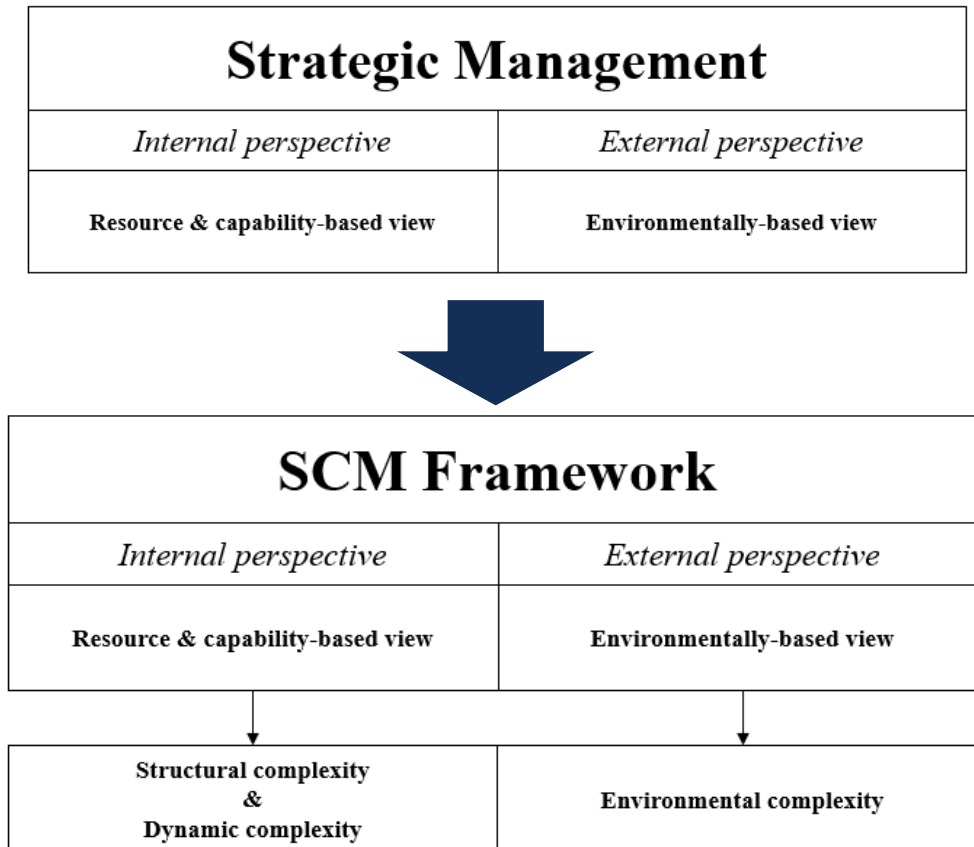 Strategic Management
Internal perspective
External perspective
Resource & capability-based view
Environmentally-based view
SCM Framework
Internal perspective
External perspective
Resource & capability-based view
Environmentally-based view
Structural complexity
&
Dynamic complexity
Environmental complexity